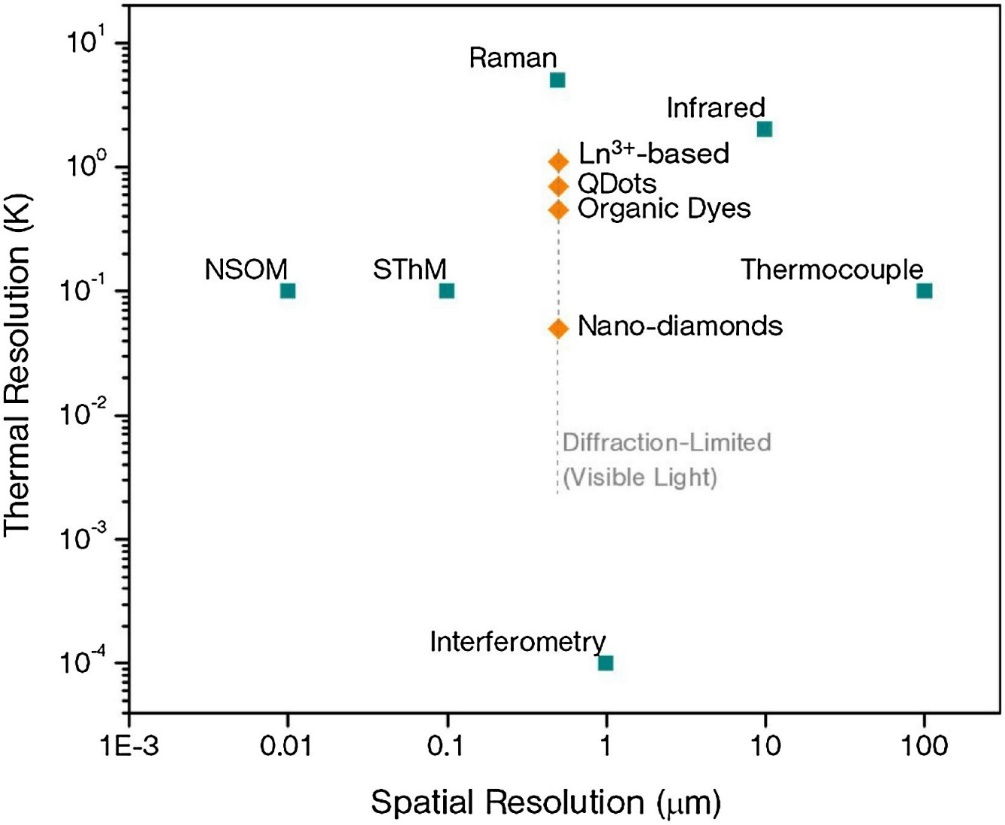 10¹
Raman
Infrared
Ln³⁺-based
10⁰
QDots
Organic Dyes
NSOM
SThM
Thermocouple
10⁻¹
Nano-diamonds
10⁻²
Diffraction-Limited
(Visible Light)
10⁻³
Interferometry
10⁻⁴
1E-3
0.01
0.1
1
10
100
Spatial Resolution (μm)
Thermal Resolution (K)